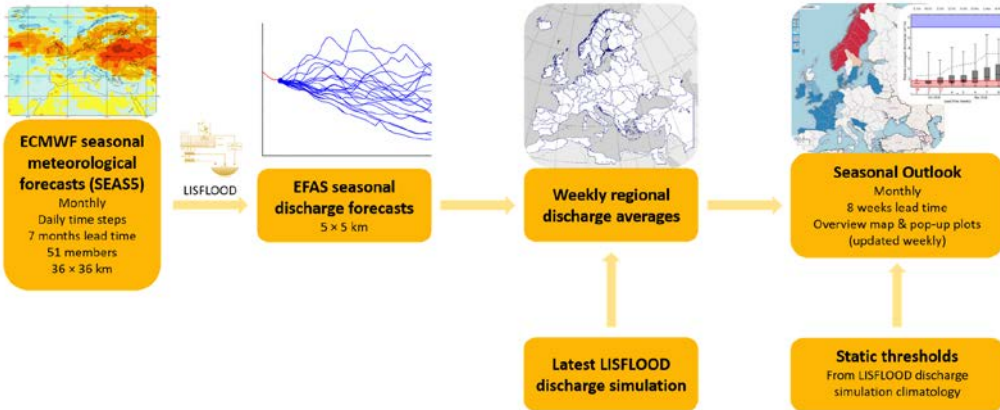 ECMWF seasonal
meteorological
forecasts (SEAS5)
Monthly
Daily time steps
7 months lead time
51 members
36 × 36 km
LISFLOOD
EFAS seasonal
discharge forecasts
5 × 5 km
Weekly regional
discharge averages
Seasonal Outlook
Monthly
8 weeks lead time
Overview map & pop-up plots
(updated weekly)
Latest LISFLOOD
discharge simulation
Static thresholds
From LISFLOOD discharge
simulation climatology